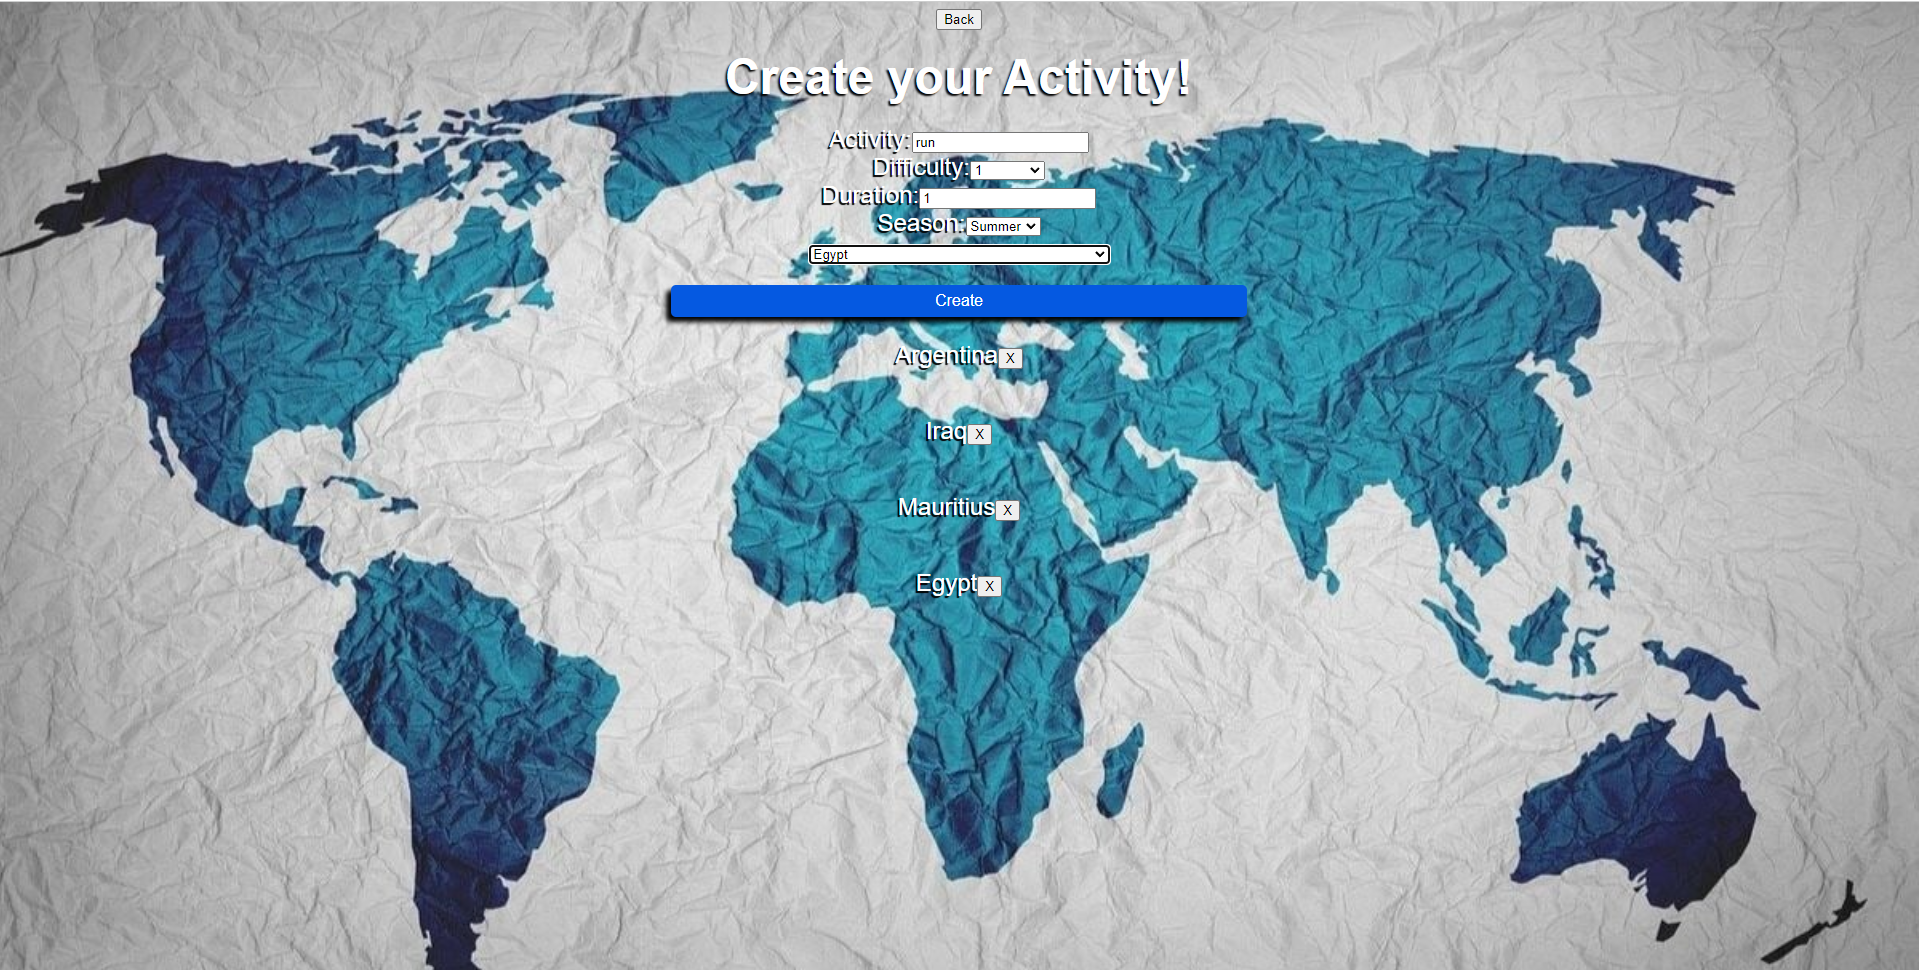 Back
Create your Activity!
Activity: run
Difficulty: 1
Duration: 1
Season: Summer
Egypt
Create
Argentina X
Iraq X
Mauritius X
Egypt X